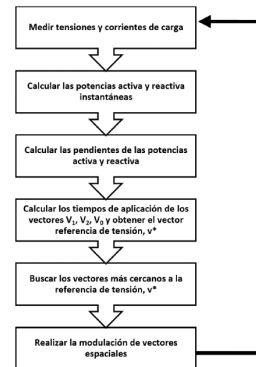 Medir tensiones y corrientes de carga
Calcular las potencias activa y reactiva
instantáneas
Calcular las pendientes de las potencias
activa y reactiva
Calcular los tiempos de aplicación de los
vectores V₁, V₂, V₀ y obtener el vector
referencia de tensión, v*
Buscar los vectores más cercanos a la
referencia de tensión, v*
Realizar la modulación de vectores
espaciales